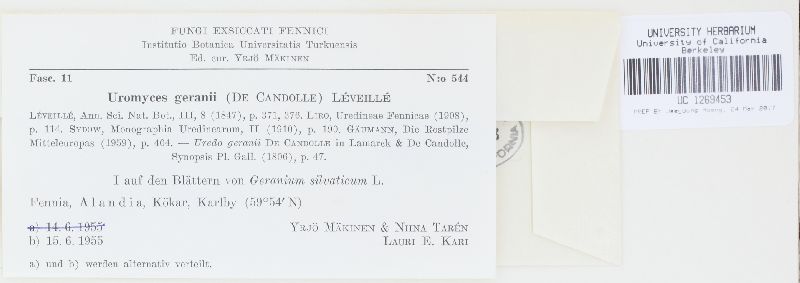 FUNGI EXSICCATI FENNICI
Instituto Botanica Universitatis Turkuensis
Ed. cur. YRJÖ MÄKINEN
Fasc. 11 N:o 544
Uromyces geranii (DE CANDOLLE) LÉVEILLÉ
LÉVEILLÉ, Ann. Sci. Nat. Bot., III, 8 (1847), p. 371, 376. LIRO, Uredineae Fennicae (1908),
p. 114. SYDOW, Monographia Uredinearum, II (1910), p. 190. GÄUMANN, Die Rostpilze
Mitteleuropas (1959), p. 404. — Uredo geranii DE CANDOLLE in Lamarck & De Candolle,
Synopsis Pl. Gall. (1806), p. 47.
I auf den Blättern von Geranium silvaticum L.
Fennia, Alandia, Kökar, Karlby (59°54′ N)
a) 14. 6. 1955 YRJÖ MÄKINEN & NIINA TARÉN
b) 15. 6. 1955 LAURI E. KARI
a) und b) werden alternativ verteilt.
UNIVERSITY HERBARIUM
University of California
Berkeley
UC 1269453